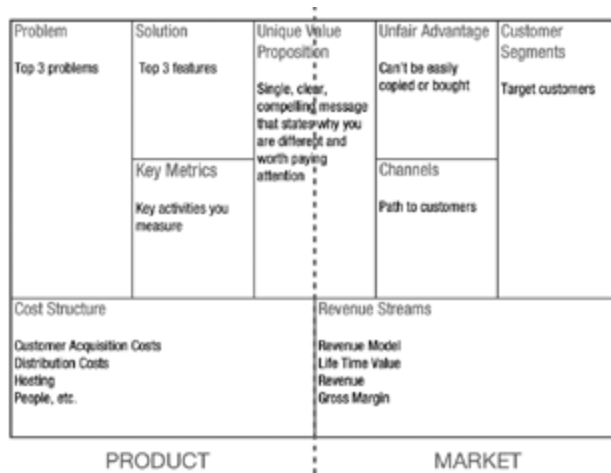 Problem
Top 3 problems
Solution
Top 3 features
Key Metrics
Key activities you
measure
Unique Value
Proposition
Single, clear,
compelling message
that states why you
are different and
worth paying
attention
Unfair Advantage
Can't be easily
copied or bought
Channels
Path to customers
Customer
Segments
Target customers
Cost Structure
Customer Acquisition Costs
Distribution Costs
Hosting
People, etc.
Revenue Streams
Revenue Model
Life Time Value
Revenue
Gross Margin
PRODUCT
MARKET